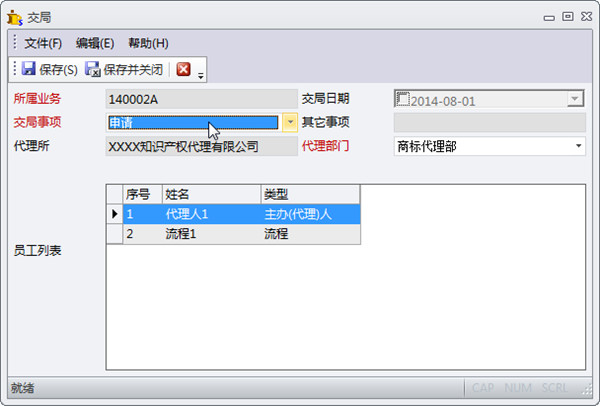 交局
文件(F) 编辑(E) 帮助(H)
保存(S) 保存并关闭
所属业务 140002A 交局日期 2014-08-01
交局事项 申请 其它事项
代理所 XXXX知识产权代理有限公司 代理部门 商标代理部
序号 姓名 类型
1 代理人1 主办(代理)人
2 流程1 流程
员工列表
就绪 CAP NUM SCRL